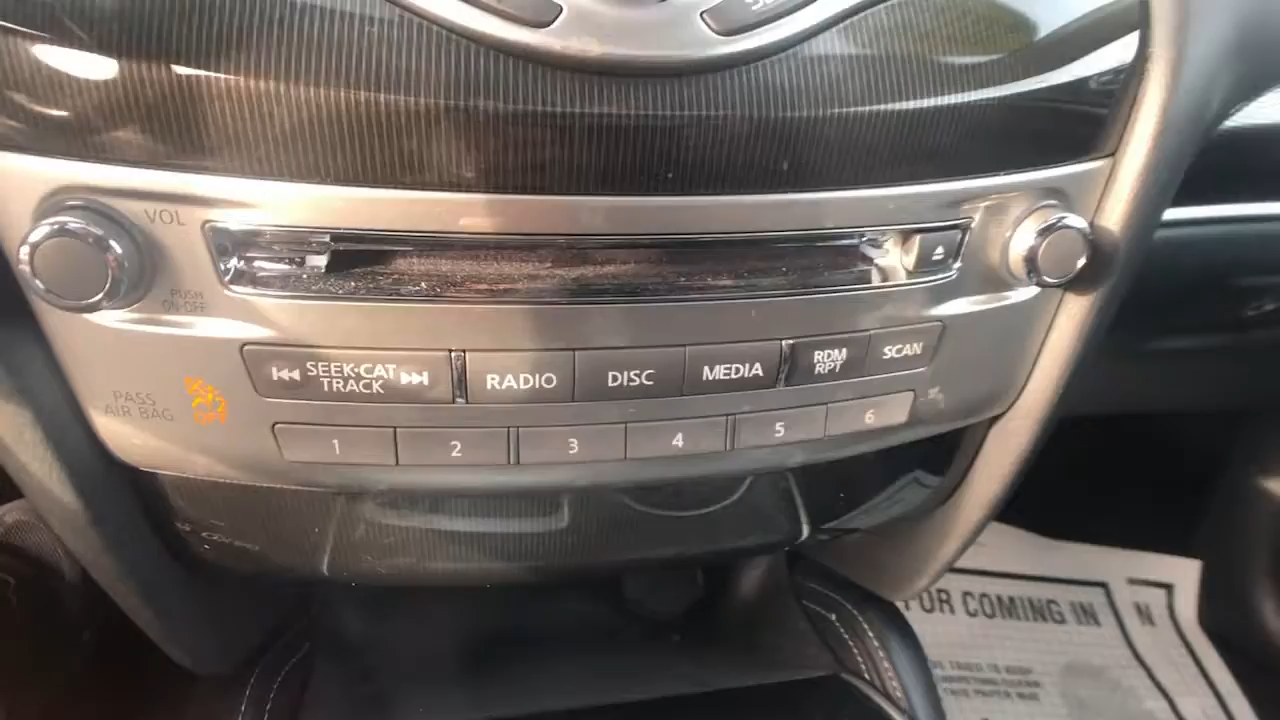 VOL
PUSH
ON·OFF
SEEK·CAT
TRACK
RADIO
DISC
MEDIA
RDM
RPT
SCAN
PASS
AIR BAG
OFF
1
2
3
4
5
6
FOR COMING IN
N